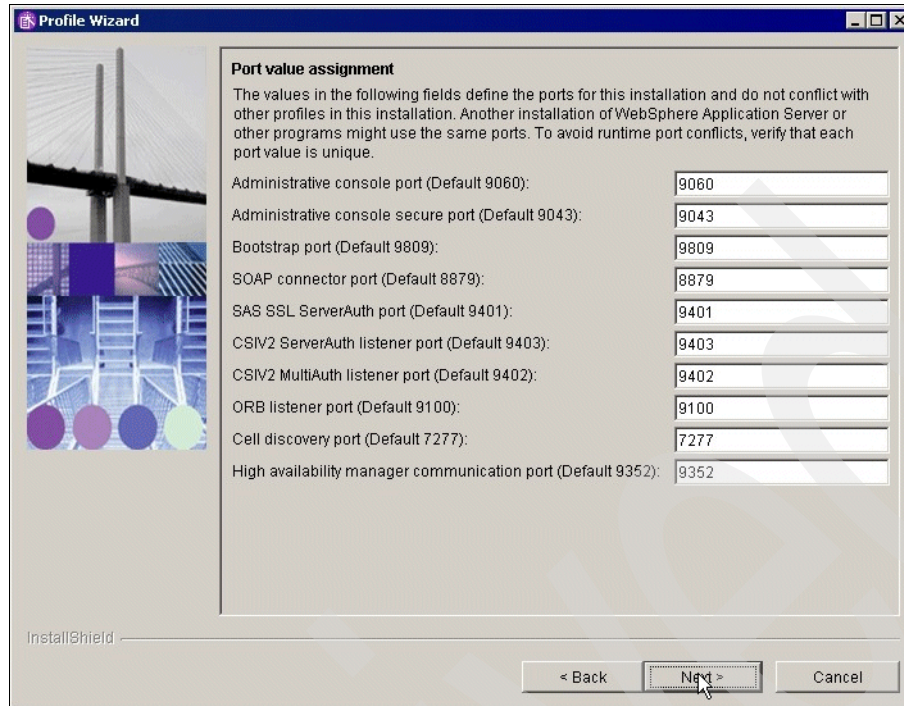 Profile Wizard
Port value assignment
The values in the following fields define the ports for this installation and do not conflict with
other profiles in this installation. Another installation of WebSphere Application Server or
other programs might use the same ports. To avoid runtime port conflicts, verify that each
port value is unique.
Administrative console port (Default 9060): 9060
Administrative console secure port (Default 9043): 9043
Bootstrap port (Default 9809): 9809
SOAP connector port (Default 8879): 8879
SAS SSL ServerAuth port (Default 9401): 9401
CSIV2 ServerAuth listener port (Default 9403): 9403
CSIV2 MultiAuth listener port (Default 9402): 9402
ORB listener port (Default 9100): 9100
Cell discovery port (Default 7277): 7277
High availability manager communication port (Default 9352): 9352
InstallShield
< Back Next > Cancel